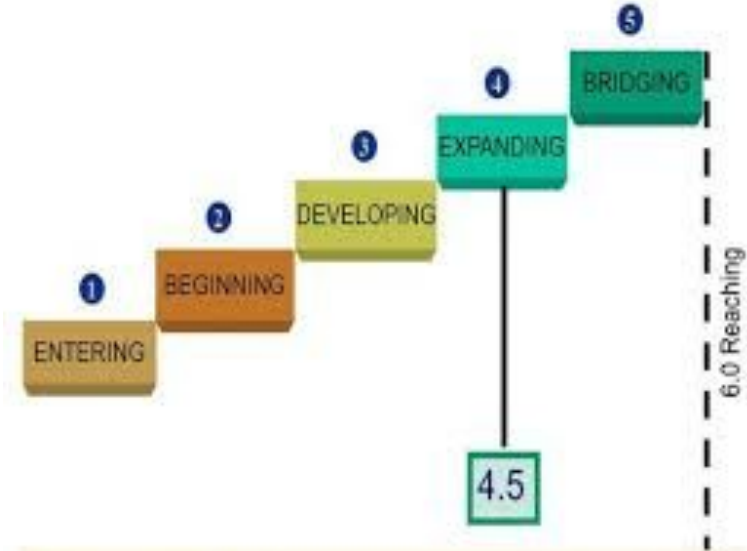 5
BRIDGING
4
EXPANDING
3
DEVELOPING
2
BEGINNING
1
ENTERING
4.5
6.0 Reaching